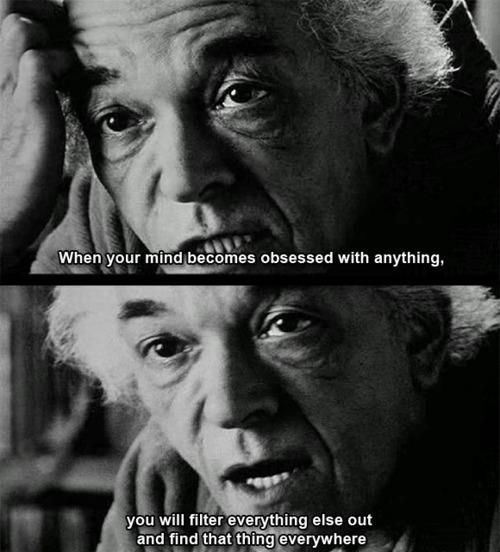 When your mind becomes obsessed with anything,
you will filter everything else out
and find that thing everywhere